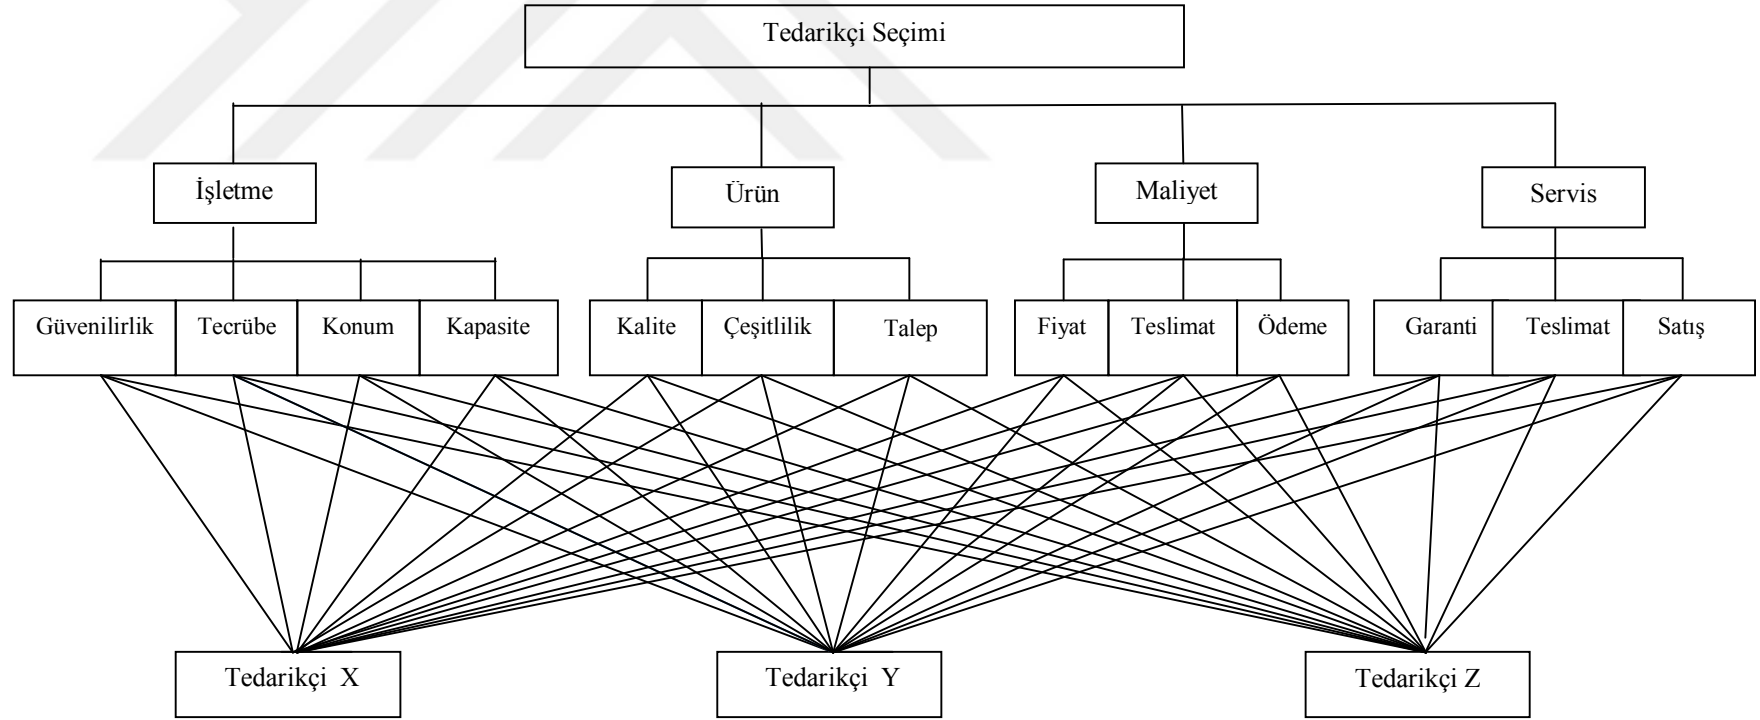 Tedarikçi Seçimi
İşletme
Ürün
Maliyet
Servis
Güvenilirlik
Tecrübe
Konum
Kapasite
Kalite
Çeşitlilik
Talep
Fiyat
Teslimat
Ödeme
Garanti
Teslimat
Satış
Tedarikçi X
Tedarikçi Y
Tedarikçi Z